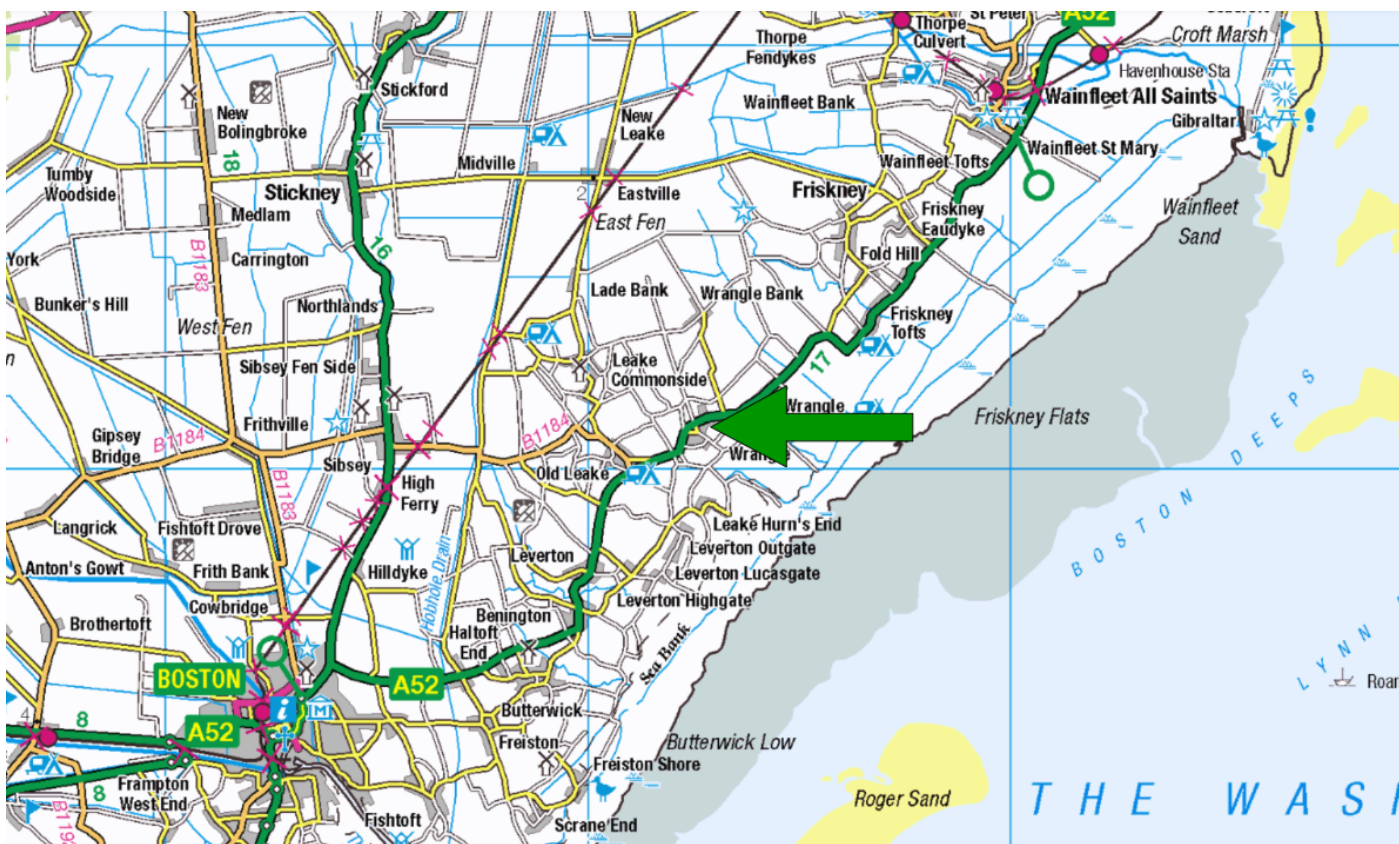 A52
St Peter
Croft Marsh
Thorpe
Culvert
Thorpe
Fendykes
Havenhouse Sta
Stickford
Wainfleet Bank
Wainfleet All Saints
New
Bolingbroke
New
Leake
Gibraltar
18
Midville
Wainfleet Tofts
Wainfleet St Mary
Tumby
Woodside
Stickney
2
Eastville
Friskney
Medlam
East Fen
Friskney
Eaudyke
Wainfleet
Sand
16
York
B1183
Carrington
Fold Hill
Bunker's Hill
Northlands
Lade Bank
Wrangle Bank
West Fen
Friskney
Tofts
n
Sibsey Fen Side
Leake
Commonside
17
Wrangle
Friskney Flats
Frithville
Gipsey
Bridge
B1184
B1184
Wrangle
BOSTON DEEPS
Sibsey
Old Leake
High
Ferry
B1183
Langrick
Fishtoft Drove
Leake Hurn's End
Leverton Outgate
Leverton
Anton's Gowt
Frith Bank
Hilldyke
Leverton Lucasgate
Hobhole Drain
Cowbridge
Leverton Highgate
Brothertoft
Benington
Haltoft
End
Sea Bank
LYNN
BOSTON
A52
Roar
i
M
Butterwick
4
8
A52
Freiston
Butterwick Low
Freiston Shore
Frampton
West End
8
Roger Sand
THE WASH
Fishtoft
Scrane End
B119